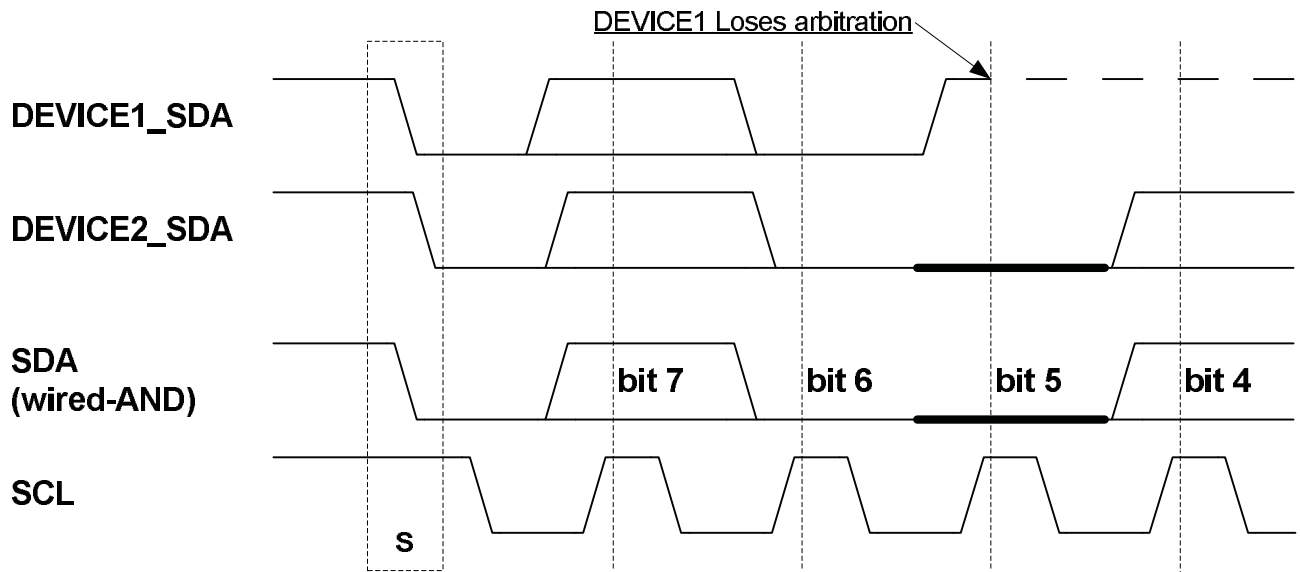 DEVICE1 Loses arbitration
DEVICE1_SDA
DEVICE2_SDA
SDA
(wired-AND)
bit 7 bit 6 bit 5 bit 4
SCL
S